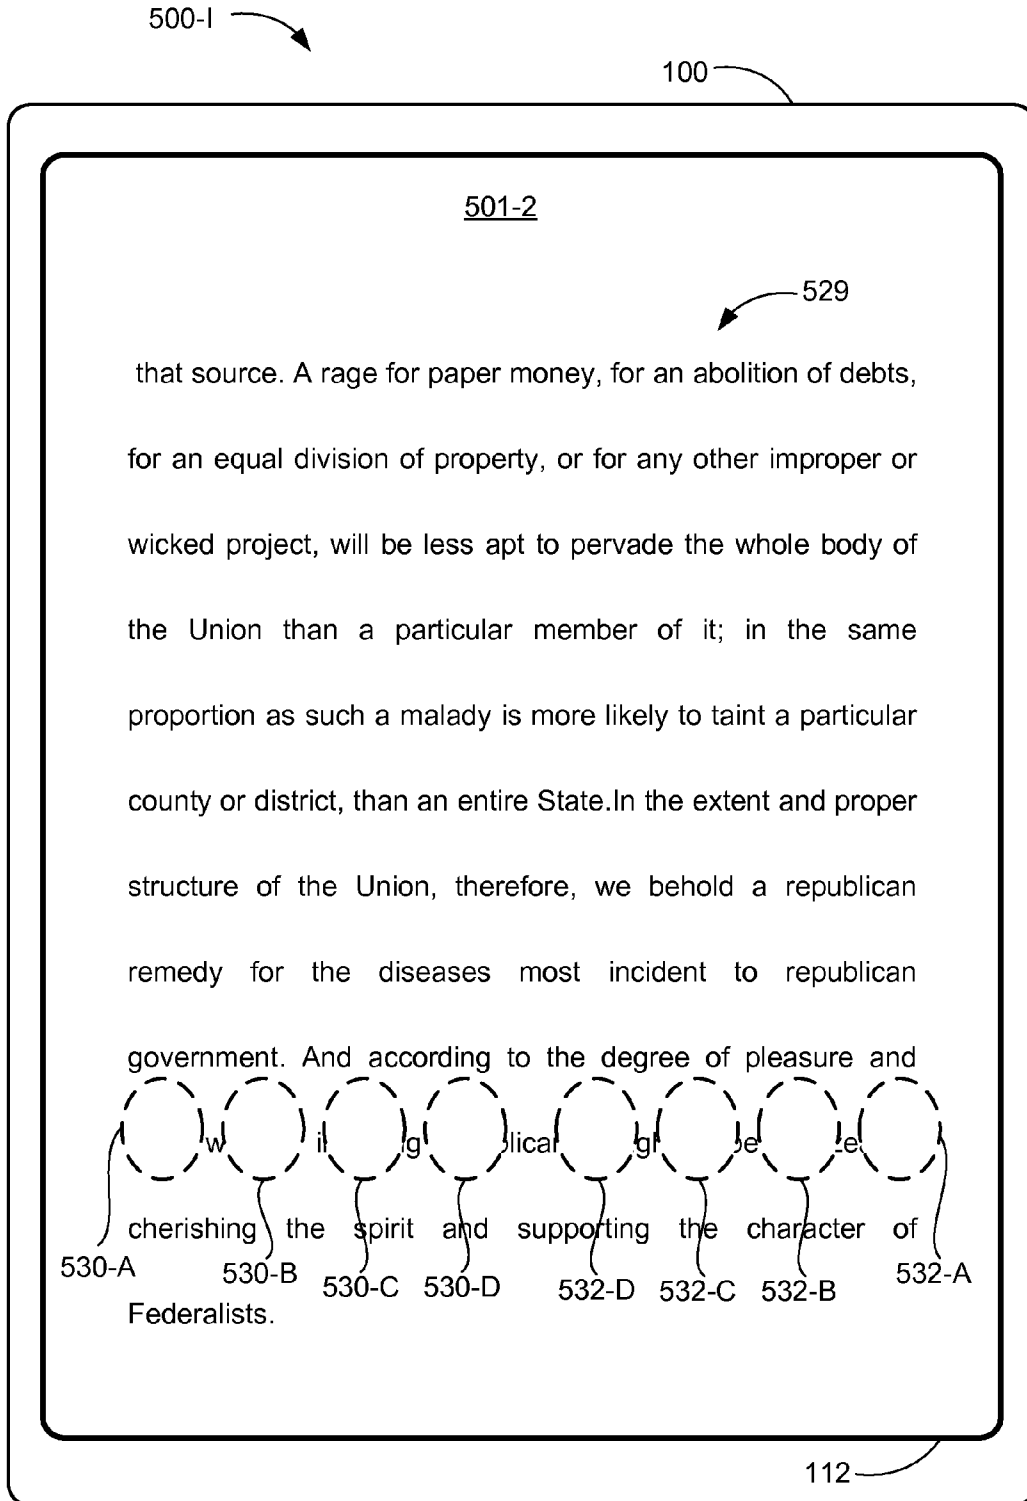 500-I
100
501-2
529
that source. A rage for paper money, for an abolition of debts,
for an equal division of property, or for any other improper or
wicked project, will be less apt to pervade the whole body of
the Union than a particular member of it; in the same
proportion as such a malady is more likely to taint a particular
county or district, than an entire State.In the extent and proper
structure of the Union, therefore, we behold a republican
remedy for the diseases most incident to republican
government. And according to the degree of pleasure and
cherishing the spirit and supporting the character of
530-A 530-B 530-C 530-D 532-D 532-C 532-B 532-A
Federalists.
112